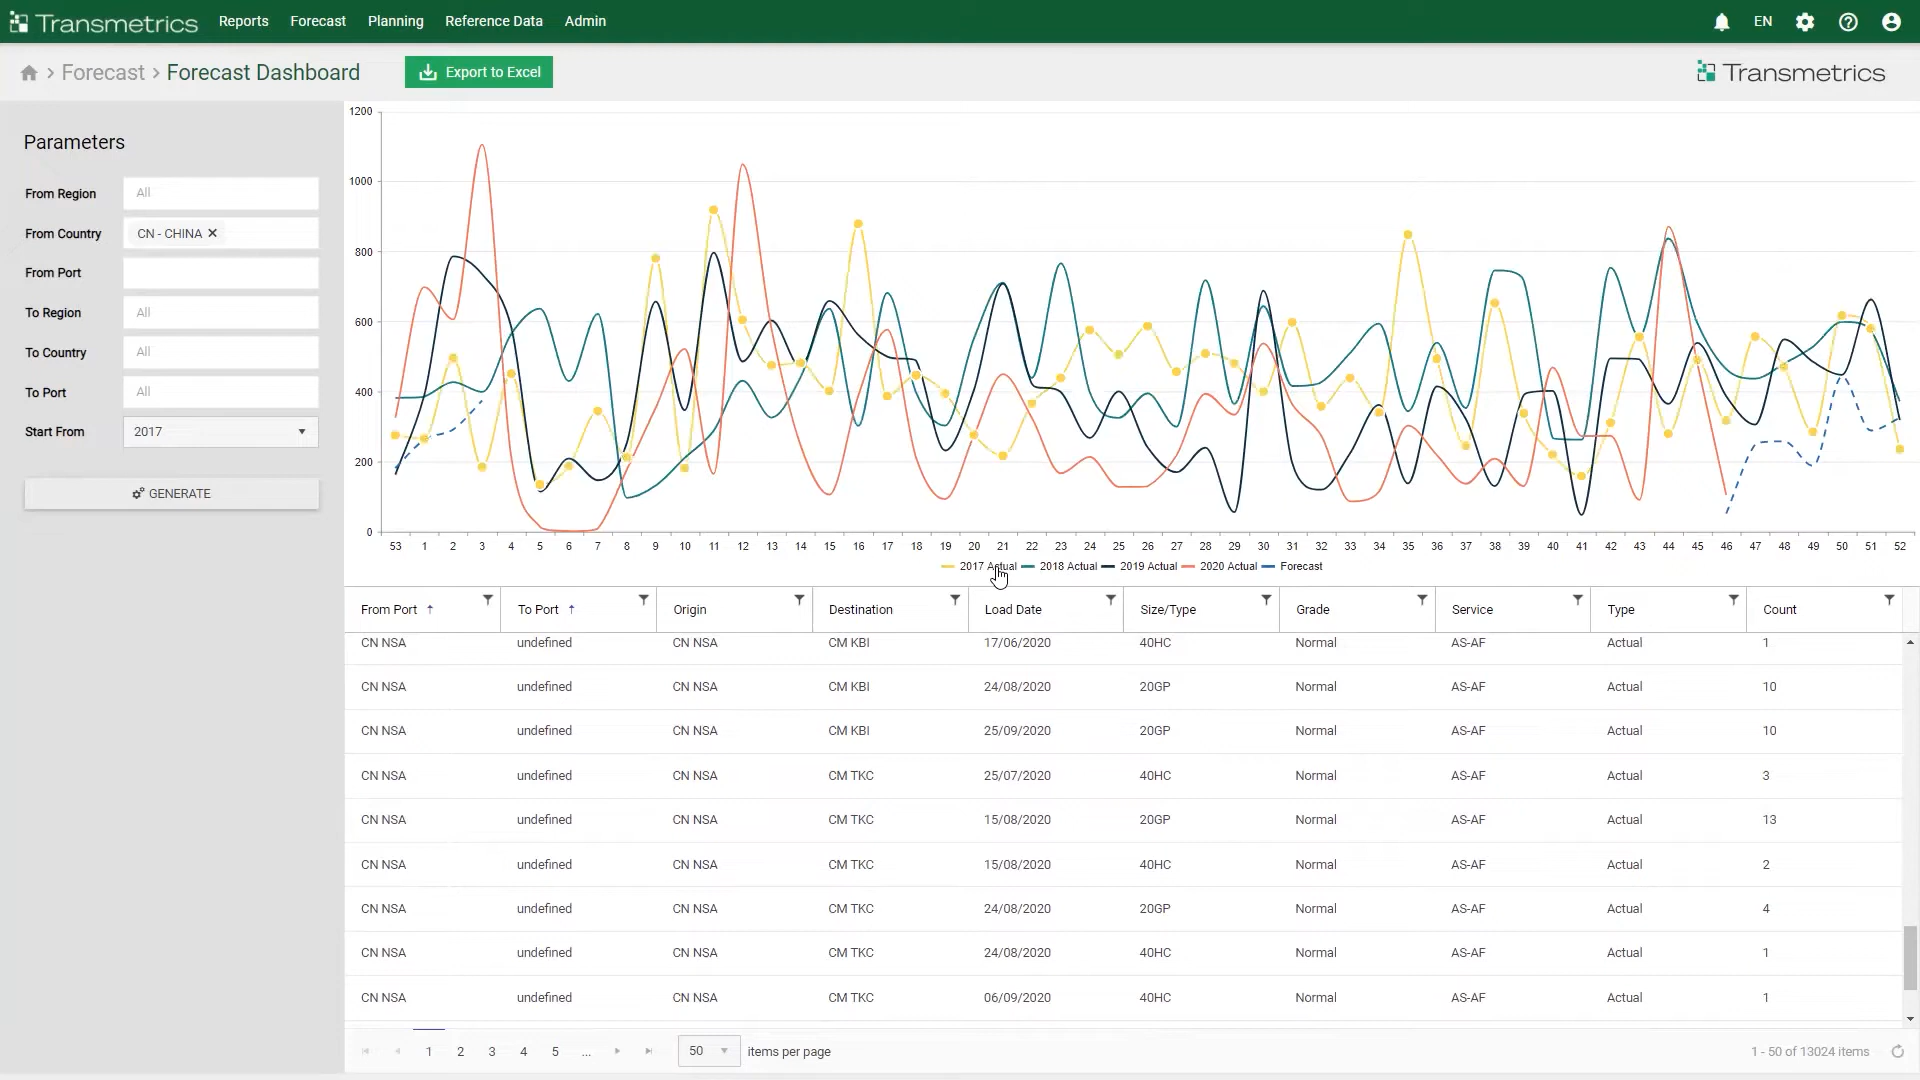 Transmetrics Reports Forecast Planning Reference Data Admin EN
Forecast > Forecast Dashboard Export to Excel Transmetrics
Parameters
From Region All
From Country CN - CHINA ✕
From Port
To Region All
To Country All
To Port All
Start From 2017
GENERATE
1200
1000
800
600
400
200
0
53 1 2 3 4 5 6 7 8 9 10 11 12 13 14 15 16 17 18 19 20 21 22 23 24 25 26 27 28 29 30 31 32 33 34 35 36 37 38 39 40 41 42 43 44 45 46 47 48 49 50 51 52
2017 Actual 2018 Actual 2019 Actual 2020 Actual Forecast
From Port ↑ To Port ↑ Origin Destination Load Date Size/Type Grade Service Type Count
CN NSA undefined CN NSA CM KBI 17/06/2020 40HC Normal AS-AF Actual 1
CN NSA undefined CN NSA CM KBI 24/08/2020 20GP Normal AS-AF Actual 10
CN NSA undefined CN NSA CM KBI 25/09/2020 20GP Normal AS-AF Actual 10
CN NSA undefined CN NSA CM TKC 25/07/2020 40HC Normal AS-AF Actual 3
CN NSA undefined CN NSA CM TKC 15/08/2020 20GP Normal AS-AF Actual 13
CN NSA undefined CN NSA CM TKC 15/08/2020 40HC Normal AS-AF Actual 2
CN NSA undefined CN NSA CM TKC 24/08/2020 20GP Normal AS-AF Actual 4
CN NSA undefined CN NSA CM TKC 24/08/2020 40HC Normal AS-AF Actual 1
CN NSA undefined CN NSA CM TKC 06/09/2020 40HC Normal AS-AF Actual 1
1 2 3 4 5 ... 50 items per page 1 - 50 of 13024 items